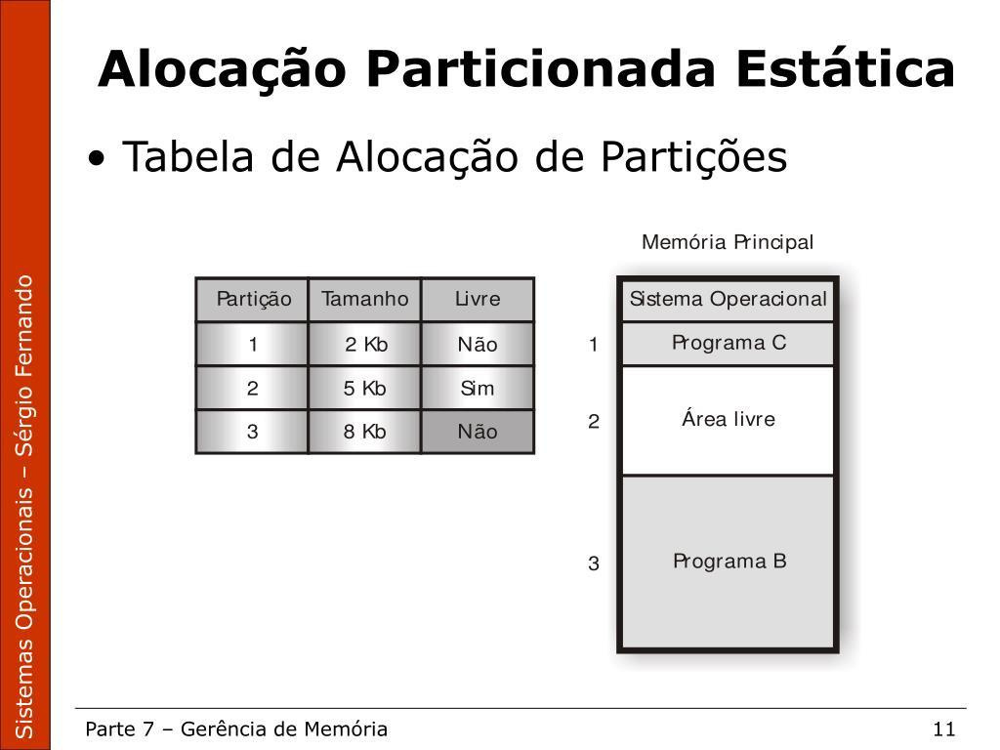 Alocação Particionada Estática
• Tabela de Alocação de Partições
Partição Tamanho Livre
1 2 Kb Não
2 5 Kb Sim
3 8 Kb Não
Memória Principal
Sistema Operacional
1 Programa C
2 Área livre
3 Programa B
Sistemas Operacionais – Sérgio Fernando
Parte 7 – Gerência de Memória
11